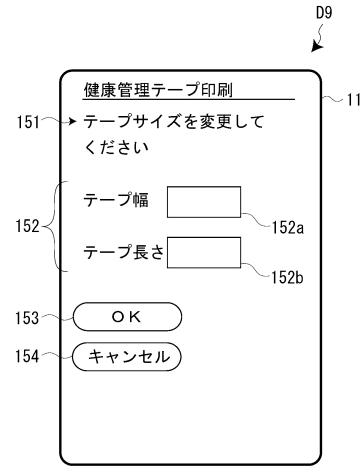 D9
健康管理テープ印刷
11
151
テープサイズを変更して
ください
152
テープ幅
152a
テープ長さ
152b
153
OK
154
キャンセル